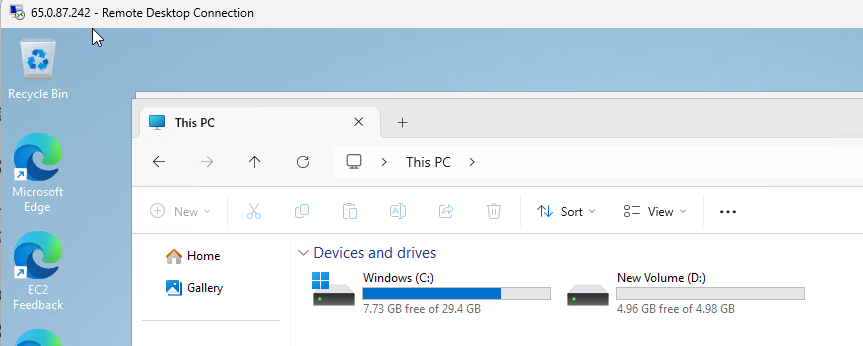 65.0.87.242 - Remote Desktop Connection
Recycle Bin
This PC
This PC
Microsoft
Edge
New
Sort
View
Home
Devices and drives
Windows (C:)
New Volume (D:)
EC2
Feedback
Gallery
7.73 GB free of 29.4 GB
4.96 GB free of 4.98 GB